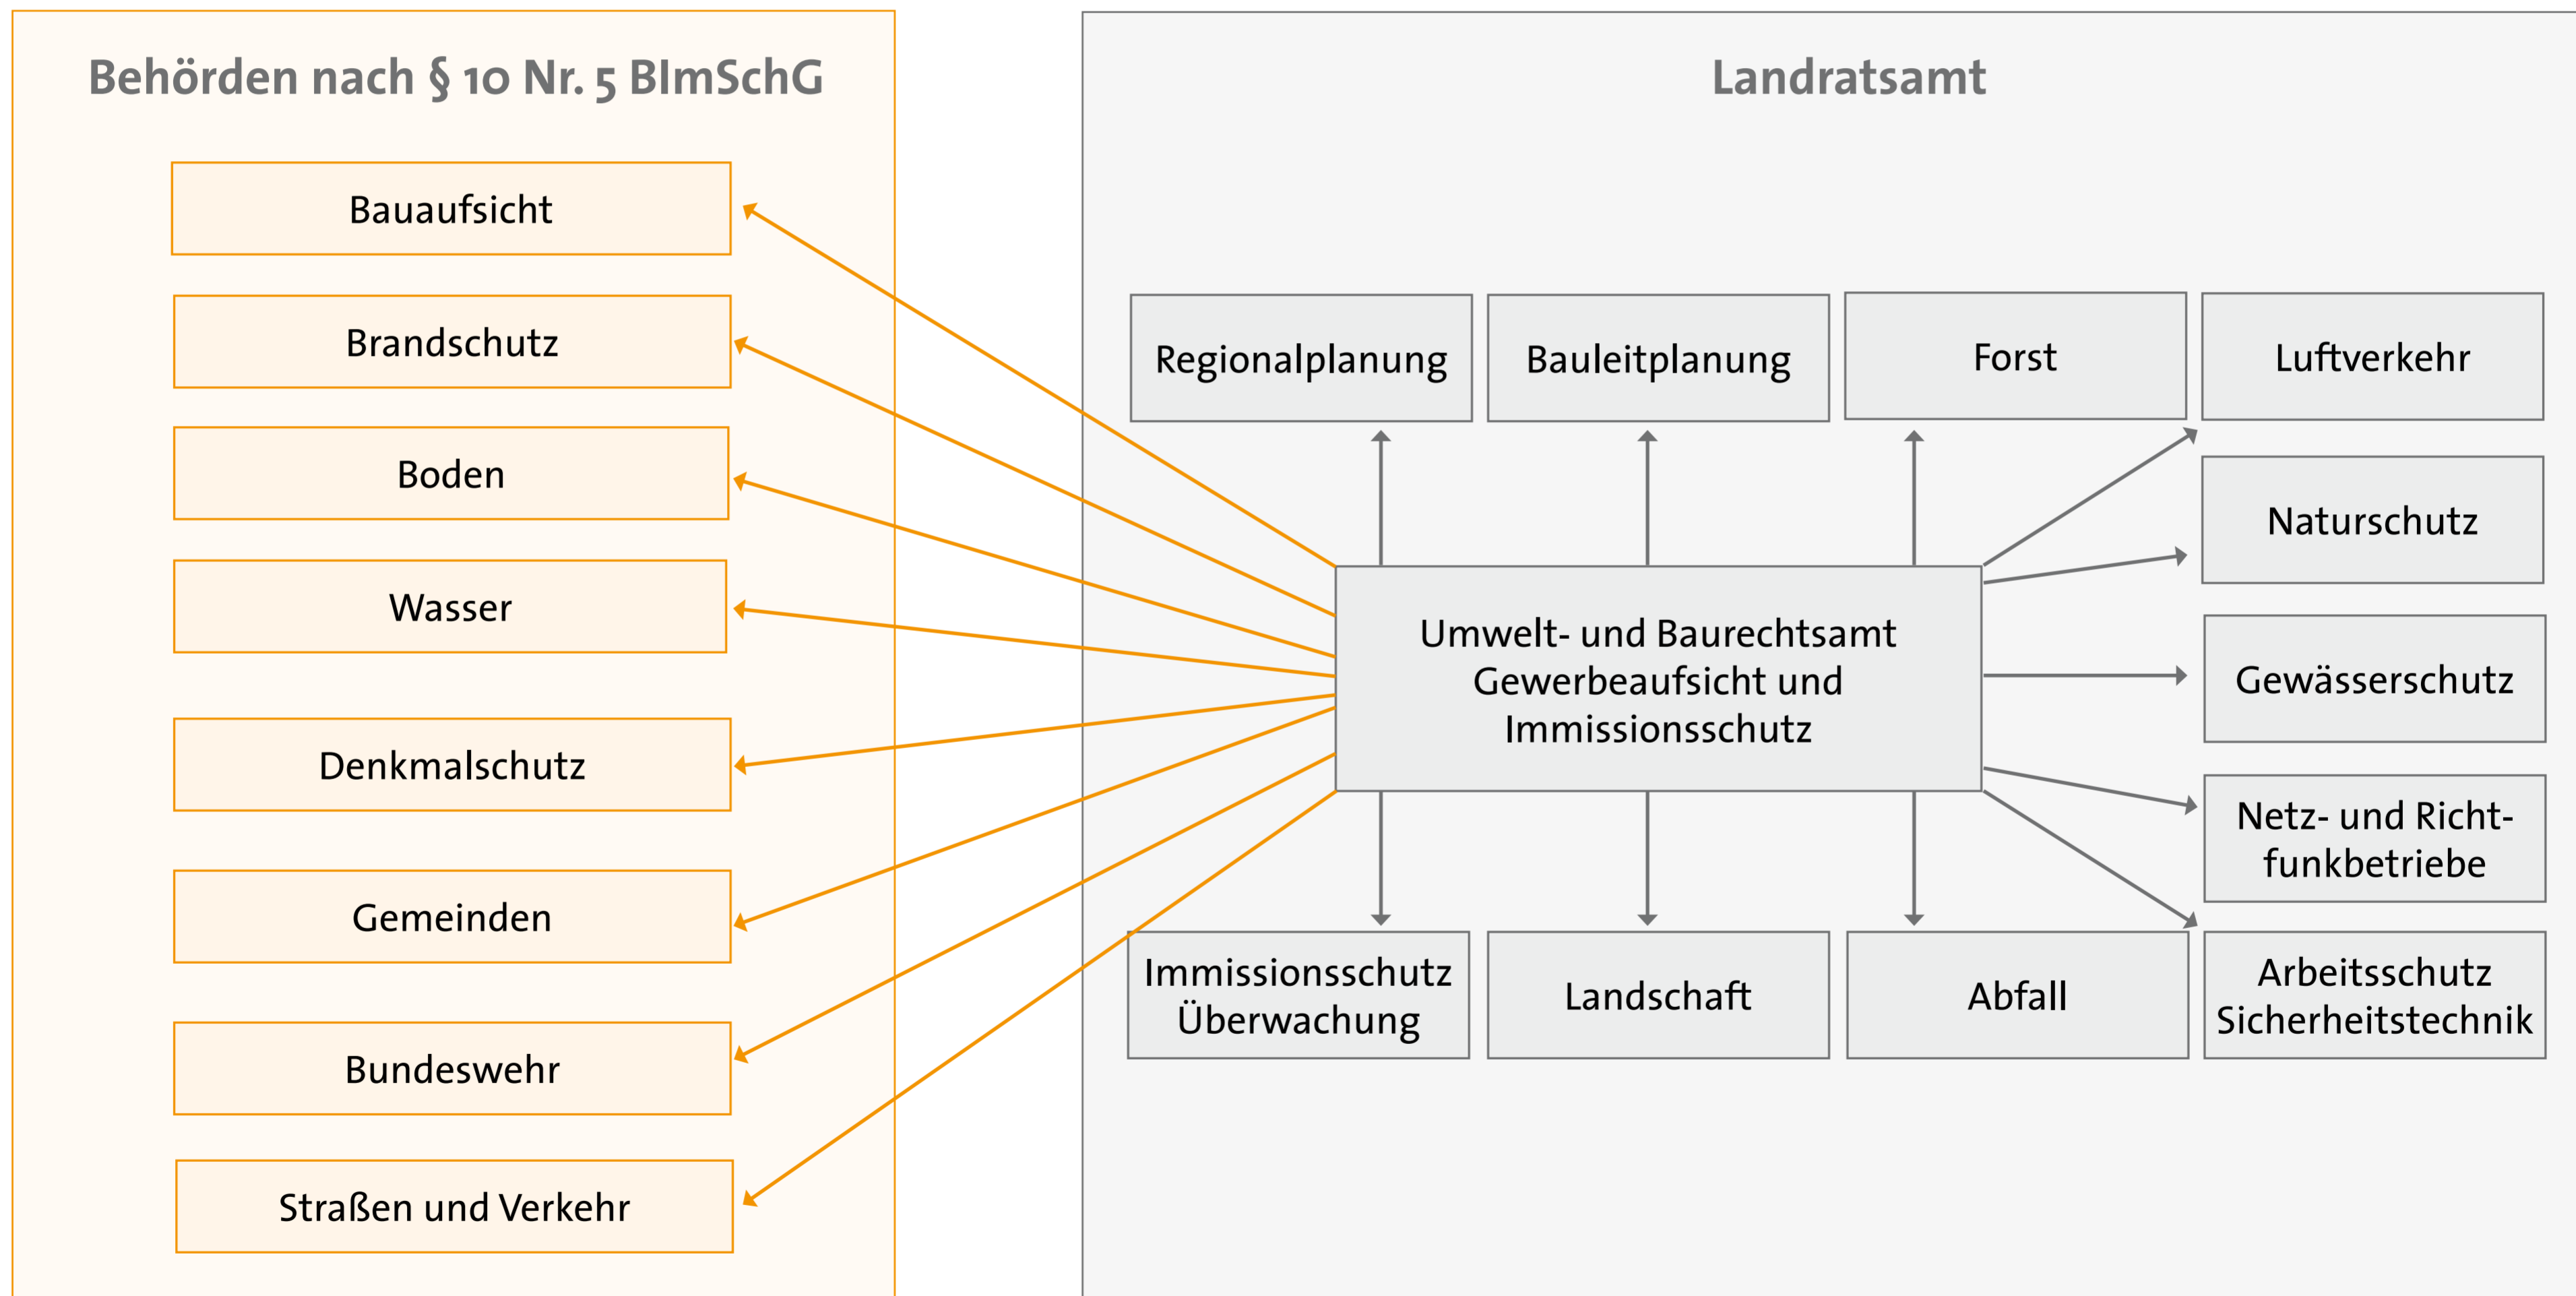 Behörden nach § 10 Nr. 5 BImSchG
Bauaufsicht
Brandschutz
Boden
Wasser
Denkmalschutz
Gemeinden
Bundeswehr
Straßen und Verkehr
Landratsamt
Regionalplanung
Bauleitplanung
Forst
Luftverkehr
Naturschutz
Umwelt- und Baurechtsamt
Gewerbeaufsicht und
Immissionsschutz
Gewässerschutz
Netz- und Richt-
funkbetriebe
Immissionsschutz
Überwachung
Landschaft
Abfall
Arbeitsschutz
Sicherheitstechnik